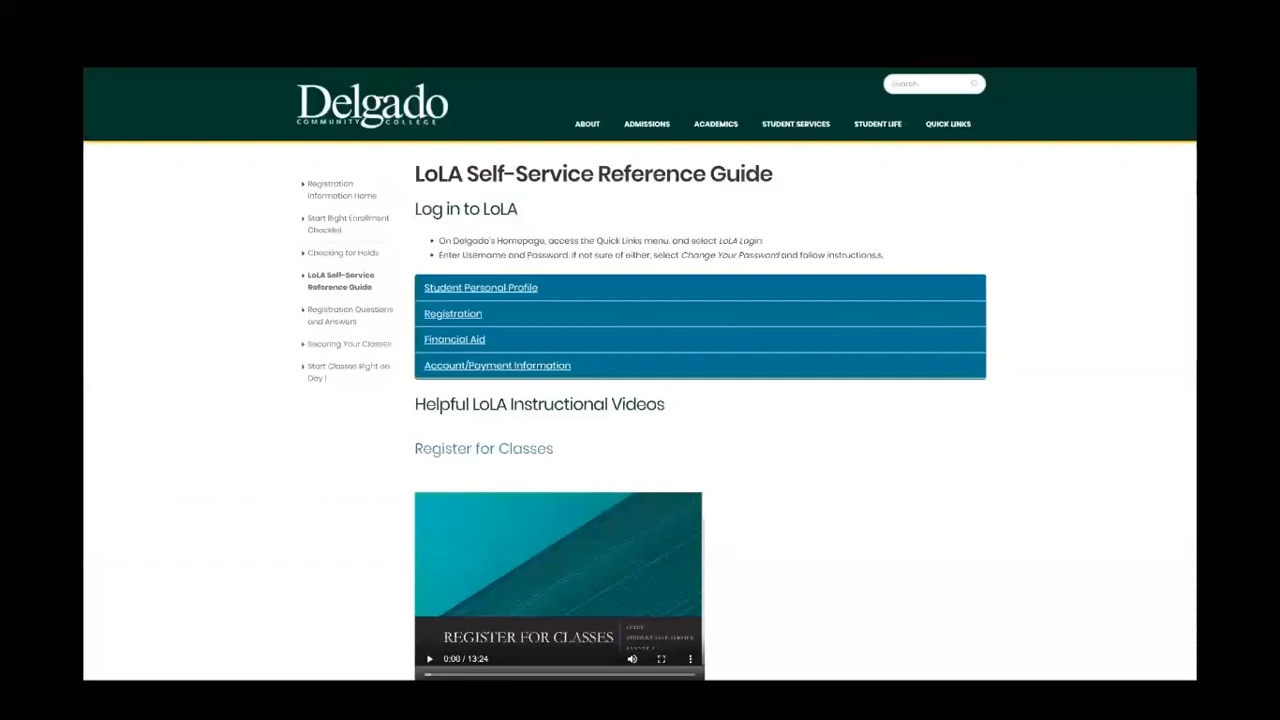 Delgado
COMMUNITY COLLEGE
Search
ABOUT
ADMISSIONS
ACADEMICS
STUDENT SERVICES
STUDENT LIFE
QUICK LINKS
Registration
Information Home
Start Right Enrollment
Checklist
Checking for Holds
LoLA Self-Service
Reference Guide
Registration Questions
and Answers
Securing Your Classes
Start Classes Right on
Day 1
LoLA Self-Service Reference Guide
Log in to LoLA
• On Delgado's Homepage, access the Quick Links menu, and select LoLA Login.
• Enter Username and Password. If not sure of either, select Change Your Password and follow instructions,s.
Student Personal Profile
Registration
Financial Aid
Account/Payment Information
Helpful LoLA Instructional Videos
Register for Classes
REGISTER FOR CLASSES
STUDENT SELF-SERVICE
0:00 / 13:24